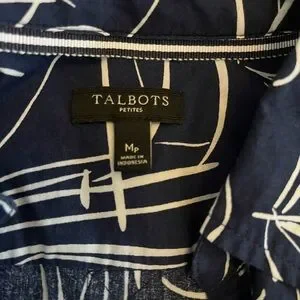 TALBOTS
PETITES
MP
MADE IN
INDONESIA